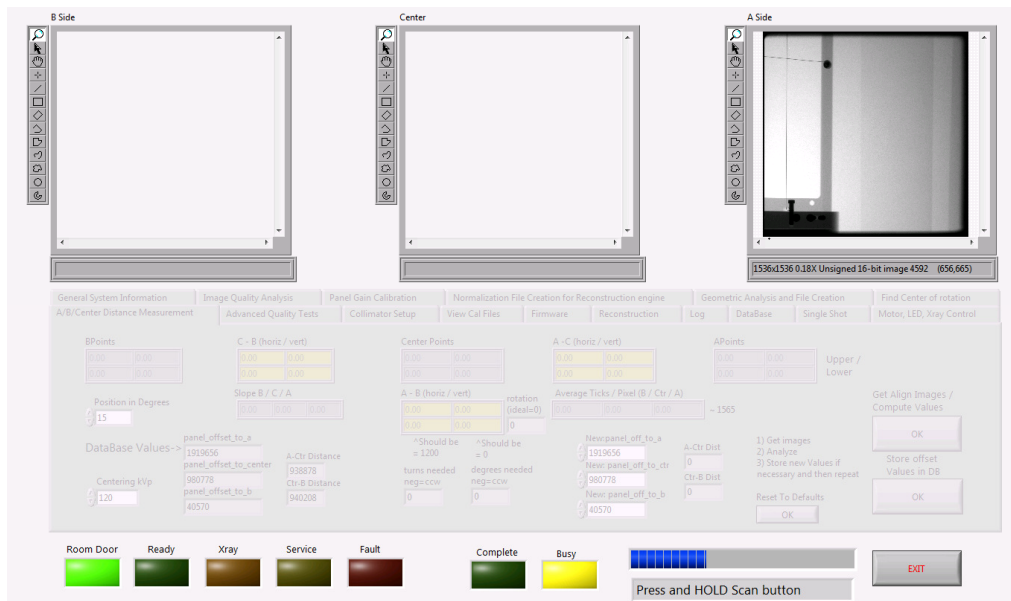 B Side
Center
A Side
1536x1536 0.18X Unsigned 16-bit image 4592 (656,665)
General System Information
Image Quality Analysis
Panel Gain Calibration
Normalization File Creation for Reconstruction engine
Geometric Analysis and File Creation
Find Center of rotation
A/B/Center Distance Measurement
Advanced Quality Tests
Collimator Setup
View Cal Files
Firmware
Reconstruction
Log
DataBase
Single Shot
Motor, LED, Xray Control
BPoints
C - B (horiz / vert)
Center Points
A -C (horiz / vert)
APoints
0.00 0.00 0.00 0.00 0.00 0.00 0.00 0.00 0.00 0.00
0.00 0.00 0.00 0.00 0.00 0.00 0.00 0.00 0.00 0.00
Upper /
Lower
Position in Degrees
15
Slope B / C / A
0.00 0.00 0.00
A - B (horiz / vert)
0.00 0.00
0.00 0.00
rotation
(ideal=0)
0
Average Ticks / Pixel (B / Ctr / A)
0.00 0.00 0.00
~ 1565
Get Align Images /
Compute Values
OK
DataBase Values->
panel_offset_to_a
1919656
panel_offset_to_center
980778
panel_offset_to_b
40570
A-Ctr Distance
938878
Ctr-B Distance
940208
^Should be
= 1200
^Should be
= 0
turns needed
neg=ccw
0
degrees needed
neg=ccw
0
New:panel_off_to_a
1919656
New: panel_off_to_ctr
980778
New: panel_off_to_b
40570
A-Ctr Dist
0
Ctr-B Dist
0
1) Get images
2) Analyze
3) Store new Values if
necessary and then repeat
Reset To Defaults
OK
Store offset
Values in DB
OK
Centering kVp
120
Room Door
Ready
Xray
Service
Fault
Complete
Busy
Press and HOLD Scan button
EXIT